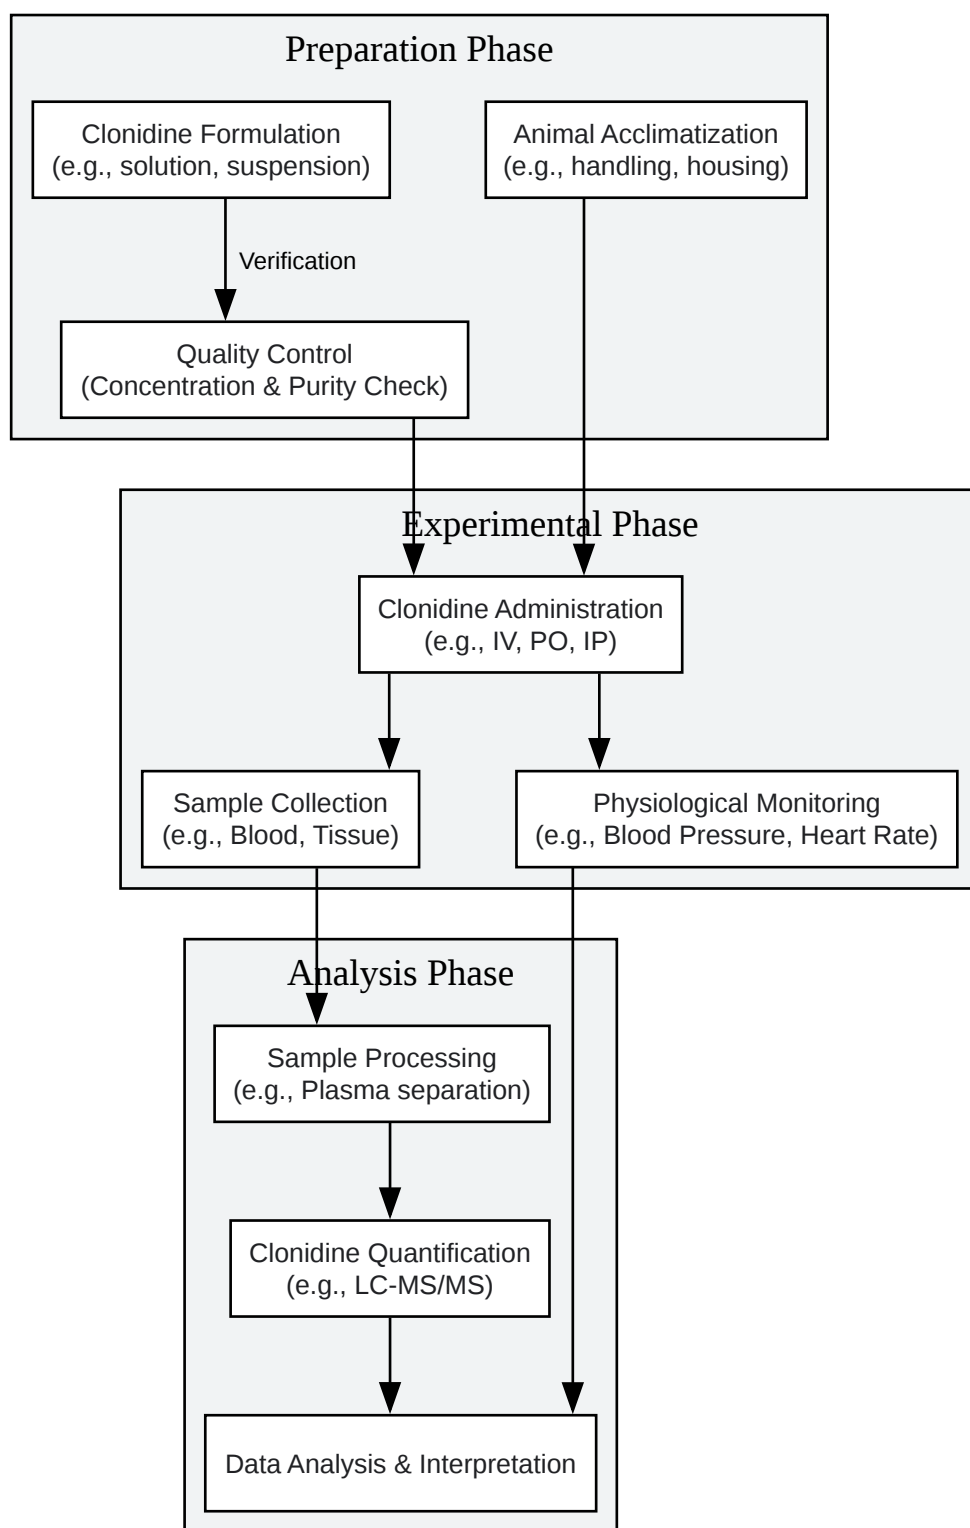 Preparation Phase
Clonidine Formulation
(e.g., solution, suspension)
Animal Acclimatization
(e.g., handling, housing)
Verification
Quality Control
(Concentration & Purity Check)
Experimental Phase
Clonidine Administration
(e.g., IV, PO, IP)
Sample Collection
(e.g., Blood, Tissue)
Physiological Monitoring
(e.g., Blood Pressure, Heart Rate)
Analysis Phase
Sample Processing
(e.g., Plasma separation)
Clonidine Quantification
(e.g., LC-MS/MS)
Data Analysis & Interpretation